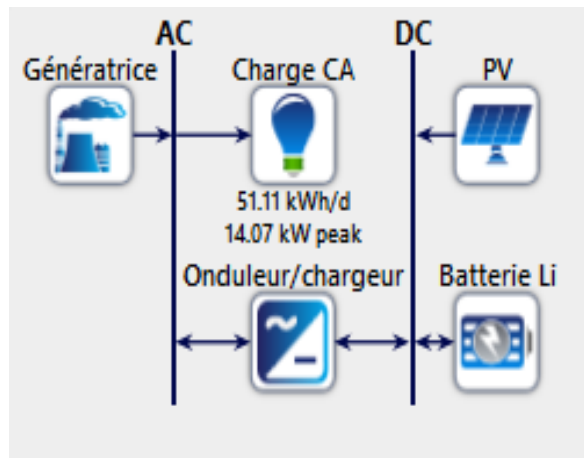 AC
DC
Génératrice
Charge CA
PV
51.11 kWh/d
14.07 kW peak
Onduleur/chargeur
Batterie Li